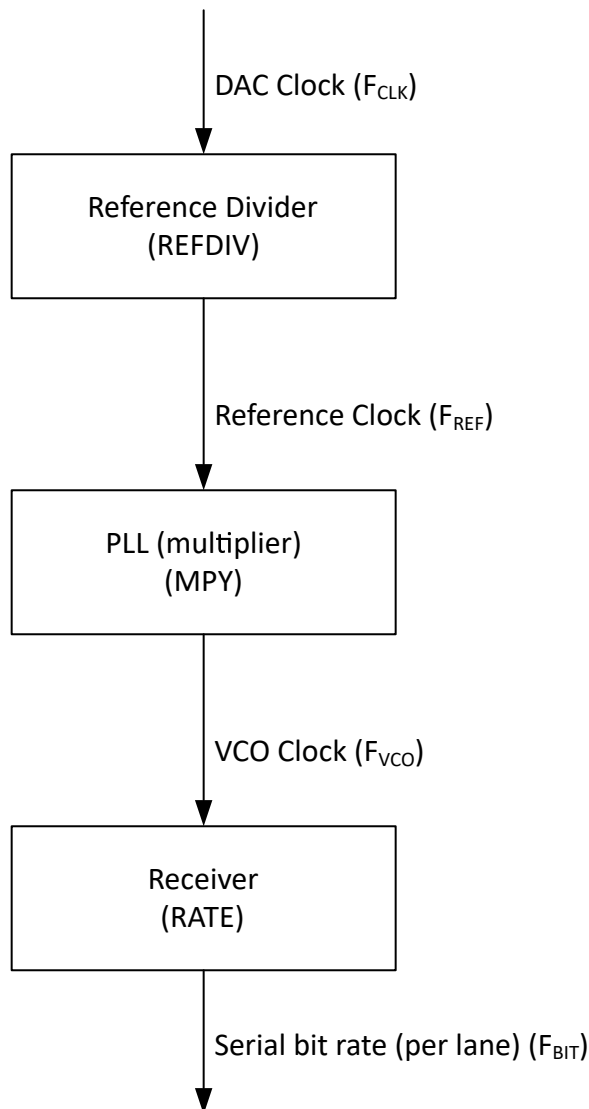 DAC Clock (FCLK)
Reference Divider
(REFDIV)
Reference Clock (FREF)
PLL (multiplier)
(MPY)
VCO Clock (FVCO)
Receiver
(RATE)
Serial bit rate (per lane) (FBIT)